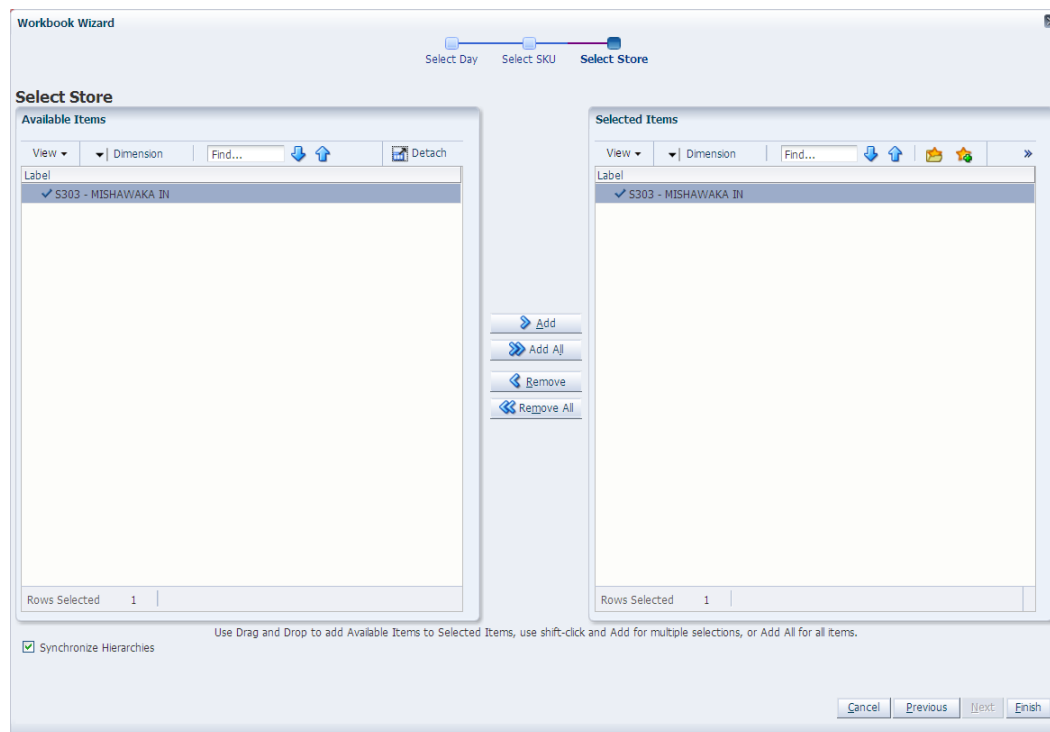 Workbook Wizard
Select Day Select SKU Select Store
Select Store
Available Items
View Dimension Find... Detach
Label
S303 - MISHAWAKA IN
Rows Selected 1
Add
Add All
Remove
Remove All
Selected Items
View Dimension Find... »
Label
S303 - MISHAWAKA IN
Rows Selected 1
Use Drag and Drop to add Available Items to Selected Items, use shift-click and Add for multiple selections, or Add All for all items.
Synchronize Hierarchies
Cancel Previous Next Finish